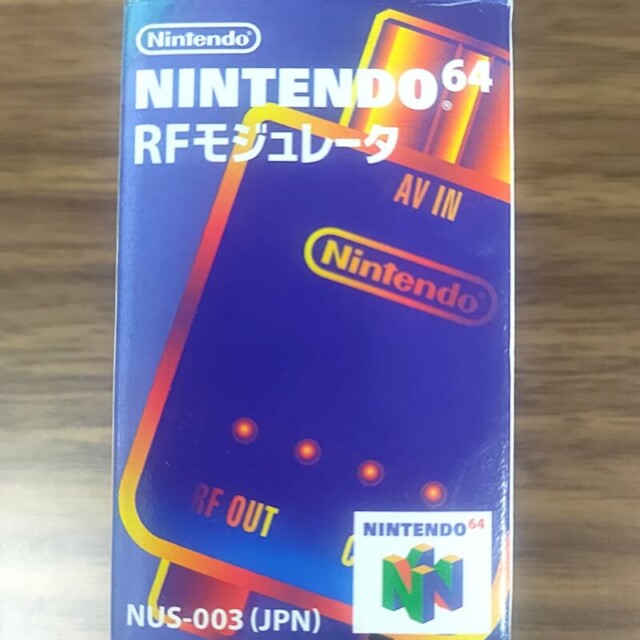 Nintendo
NINTENDO64
RFモジュレータ
AV IN
Nintendo
RF OUT
NINTENDO64
NUS-003 (JPN)